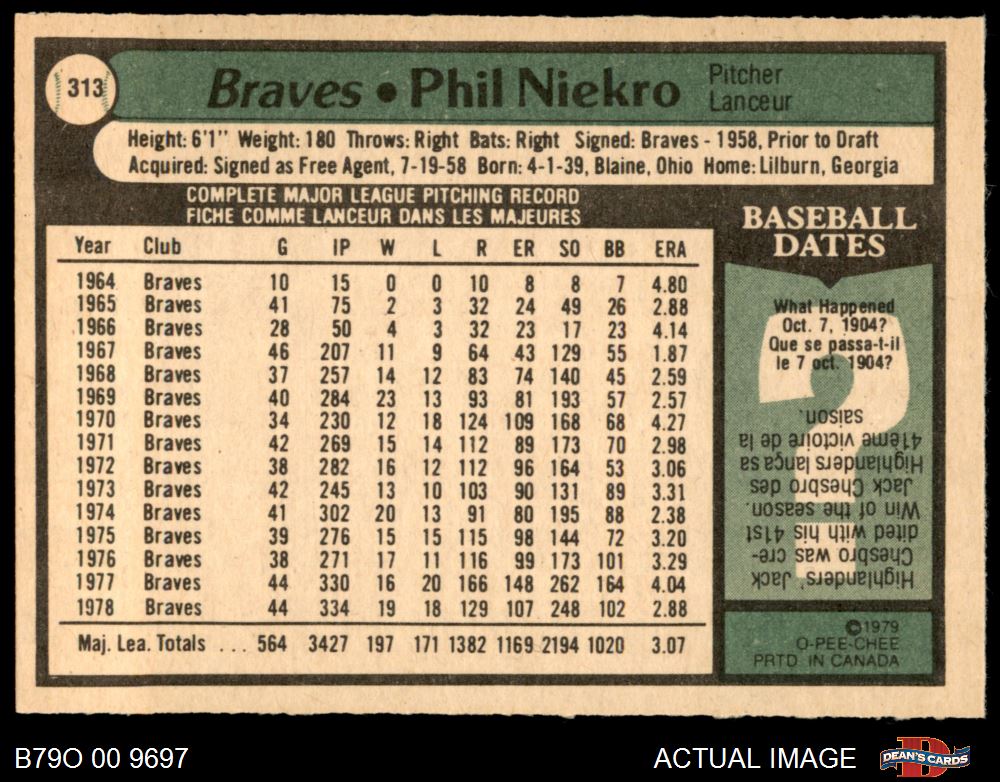 313
Braves • Phil Niekro
Pitcher
Lanceur
Height: 6'1" Weight: 180 Throws: Right Bats: Right Signed: Braves - 1958, Prior to Draft
Acquired: Signed as Free Agent, 7-19-58 Born: 4-1-39, Blaine, Ohio Home: Lilburn, Georgia
COMPLETE MAJOR LEAGUE PITCHING RECORD
FICHE COMME LANCEUR DANS LES MAJEURES
Year Club G IP W L R ER SO BB ERA
1964 Braves 10 15 0 0 10 8 8 7 4.80
1965 Braves 41 75 2 3 32 24 49 26 2.88
1966 Braves 28 50 4 3 32 23 17 23 4.14
1967 Braves 46 207 11 9 64 43 129 55 1.87
1968 Braves 37 257 14 12 83 74 140 45 2.59
1969 Braves 40 284 23 13 93 81 193 57 2.57
1970 Braves 34 230 12 18 124 109 168 68 4.27
1971 Braves 42 269 15 14 112 89 173 70 2.98
1972 Braves 38 282 16 12 112 96 164 53 3.06
1973 Braves 42 245 13 10 103 90 131 89 3.31
1974 Braves 41 302 20 13 91 80 195 88 2.38
1975 Braves 39 276 15 15 115 98 144 72 3.20
1976 Braves 38 271 17 11 116 99 173 101 3.29
1977 Braves 44 330 16 20 166 148 262 164 4.04
1978 Braves 44 334 19 18 129 107 248 102 2.88
Maj. Lea. Totals ... 564 3427 197 171 1382 1169 2194 1020 3.07
BASEBALL
DATES
What Happened
Oct. 7, 1904?
Que se passa-t-il
le 7 oct. 1904?
Highlanders' Jack
Chesbro was cre-
dited with his 41st
Win of the season.
Jack Chesbro des
Highlanders lança sa
41ème victoire de la
saison.
©1979
O-PEE-CHEE
PRTD IN CANADA
B79O 00 9697
ACTUAL IMAGE
DEAN'S CARDS